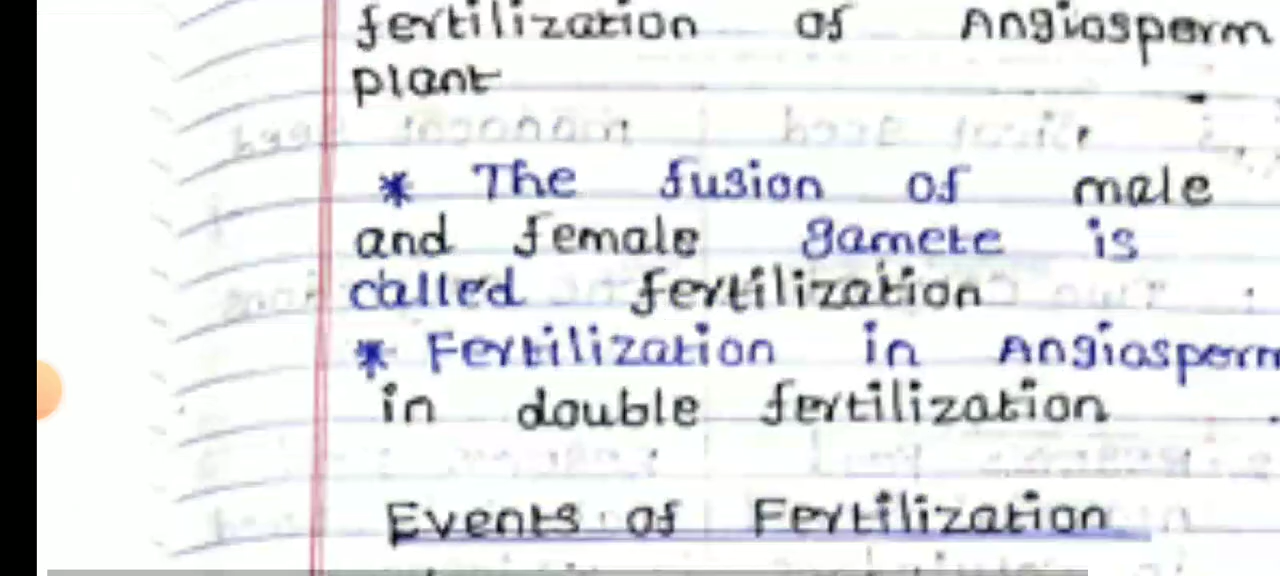 fertilization of Angiosperm
plant
* The fusion of male
and female gamete is
called fertilization
* Fertilization in Angiosperm
in double fertilization
Events of Fertilization